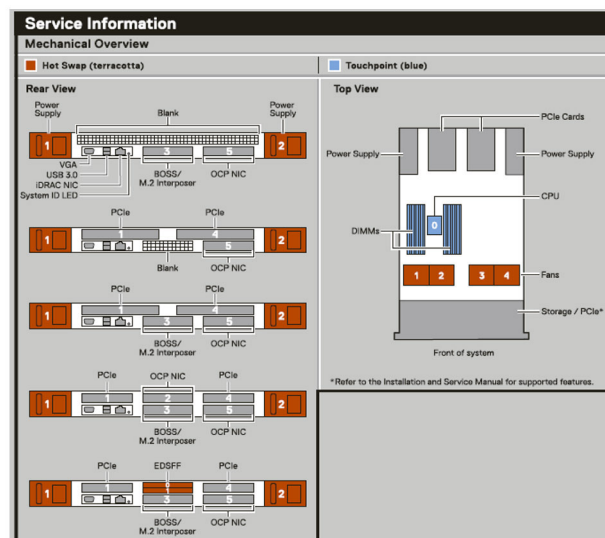 Service Information
Mechanical Overview
Hot Swap (terracotta)
Touchpoint (blue)
Rear View
Power Supply
Blank
Power Supply
1
3
5
2
VGA
USB 3.0
iDRAC NIC
System ID LED
BOSS/
M.2 Interposer
OCP NIC
PCIe
PCIe
1
1
4
5
2
Blank
OCP NIC
PCIe
PCIe
1
1
4
3
5
2
BOSS/
M.2 Interposer
OCP NIC
PCIe
OCP NIC
PCIe
1
1
2
4
3
5
2
BOSS/
M.2 Interposer
OCP NIC
PCIe
EDSFF
PCIe
1
1
1
4
3
5
2
BOSS/
M.2 Interposer
OCP NIC
Top View
PCIe Cards
Power Supply
Power Supply
CPU
0
DIMMs
1 2 3 4
Fans
Storage / PCIe*
Front of system
*Refer to the Installation and Service Manual for supported features.